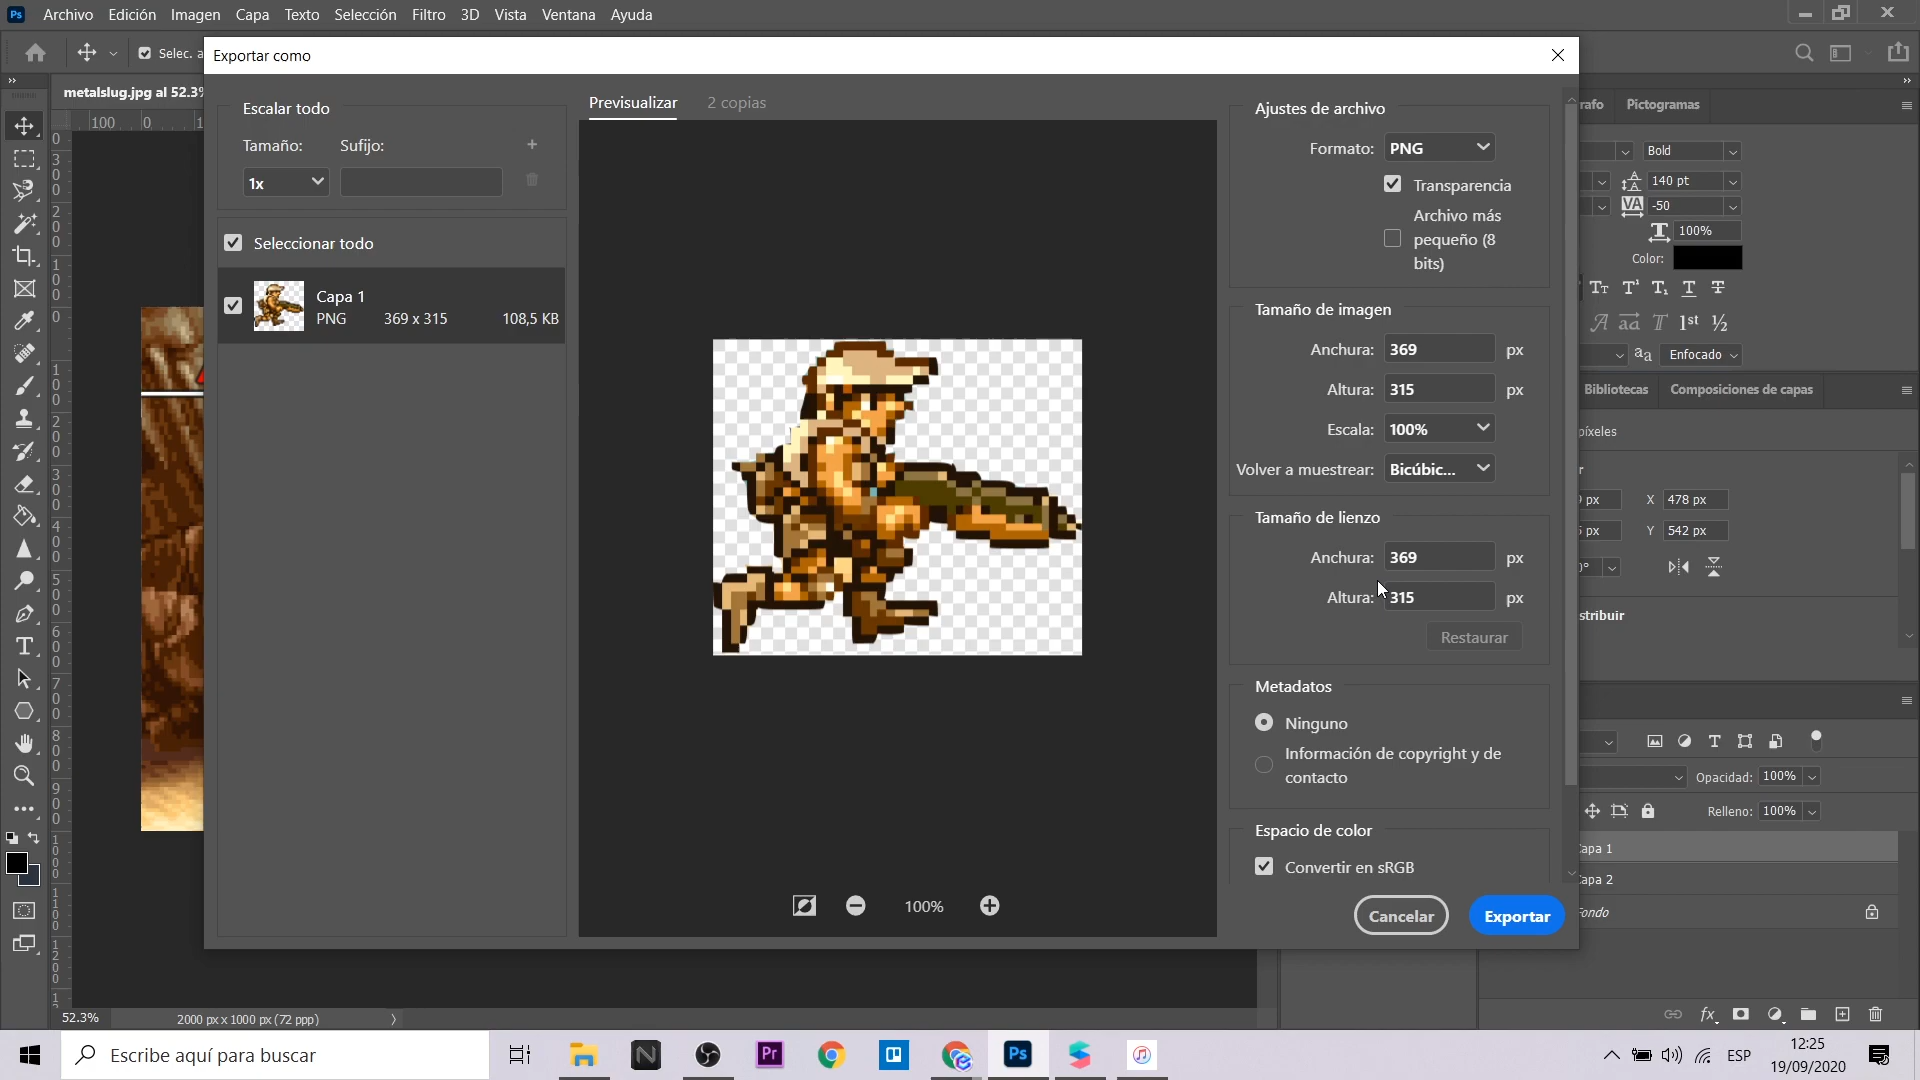 Archivo Edición Imagen Capa Texto Selección Filtro 3D Vista Ventana Ayuda
Selec. a
Exportar como
metalslug.jpg al 52.3%
100 0 1
Escalar todo
Tamaño: Sufijo:
1x
Seleccionar todo
Capa 1
PNG 369 x 315 108,5 KB
Previsualizar 2 copias
100%
Ajustes de archivo
Formato: PNG
Transparencia
Archivo más
pequeño (8
bits)
Tamaño de imagen
Anchura: 369 px
Altura: 315 px
Escala: 100%
Volver a muestrear: Bicúbic...
Tamaño de lienzo
Anchura: 369 px
Altura: 315 px
Restaurar
Metadatos
Ninguno
Información de copyright y de
contacto
Espacio de color
Convertir en sRGB
Cancelar Exportar
rafo Pictogramas
Bold
140 pt
-50
100%
Color:
1st ½
Enfocado
Bibliotecas Composiciones de capas
píxeles
px X 478 px
px Y 542 px
stribuir
Opacidad: 100%
Relleno: 100%
Capa 1
Capa 2
Fondo
52.3% 2000 px x 1000 px (72 ppp)
Escribe aquí para buscar
ESP
12:25
19/09/2020